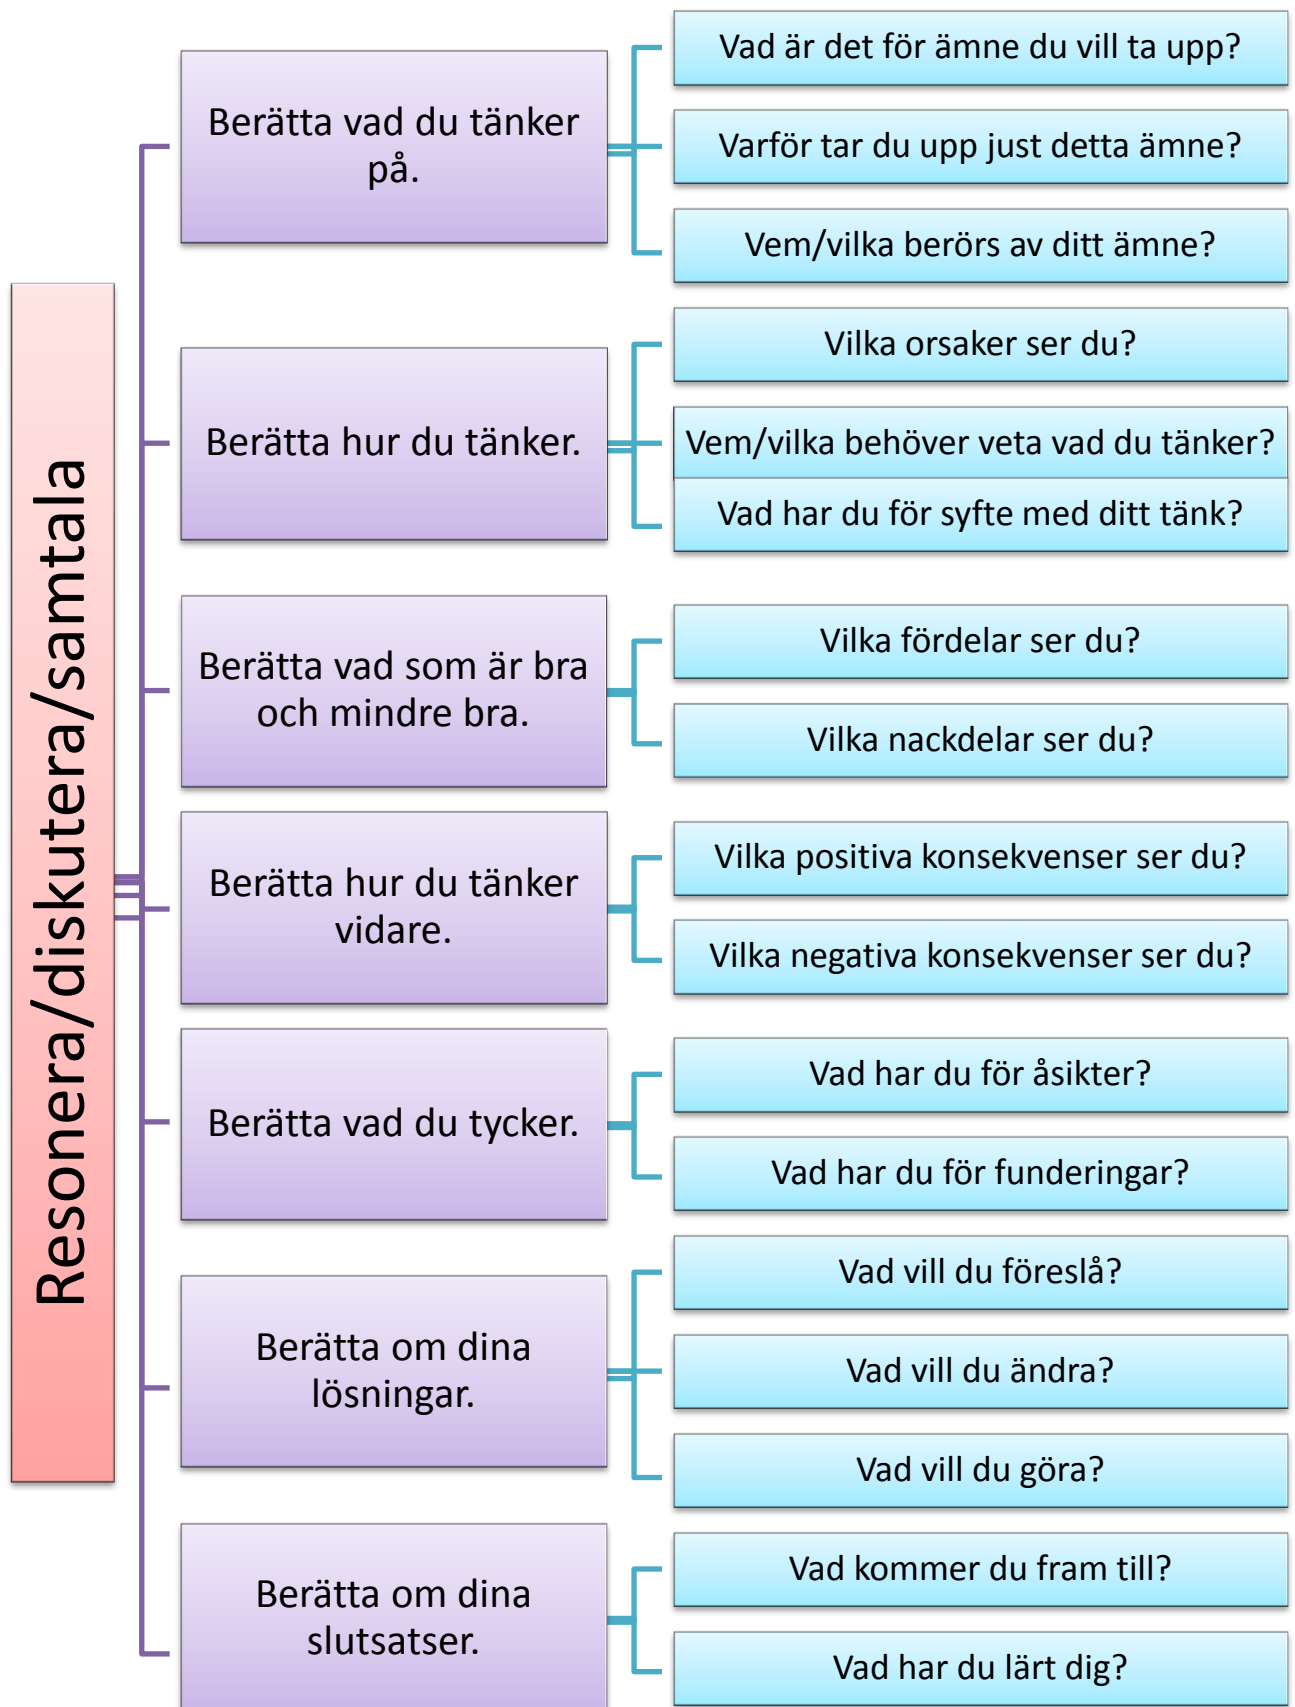 Resonera/diskutera/samtala
Berätta vad du tänker
på.
Vad är det för ämne du vill ta upp?
Varför tar du upp just detta ämne?
Vem/vilka berörs av ditt ämne?
Berätta hur du tänker.
Vilka orsaker ser du?
Vem/vilka behöver veta vad du tänker?
Vad har du för syfte med ditt tänk?
Berätta vad som är bra
och mindre bra.
Vilka fördelar ser du?
Vilka nackdelar ser du?
Berätta hur du tänker
vidare.
Vilka positiva konsekvenser ser du?
Vilka negativa konsekvenser ser du?
Berätta vad du tycker.
Vad har du för åsikter?
Vad har du för funderingar?
Berätta om dina
lösningar.
Vad vill du föreslå?
Vad vill du ändra?
Vad vill du göra?
Berätta om dina
slutsatser.
Vad kommer du fram till?
Vad har du lärt dig?